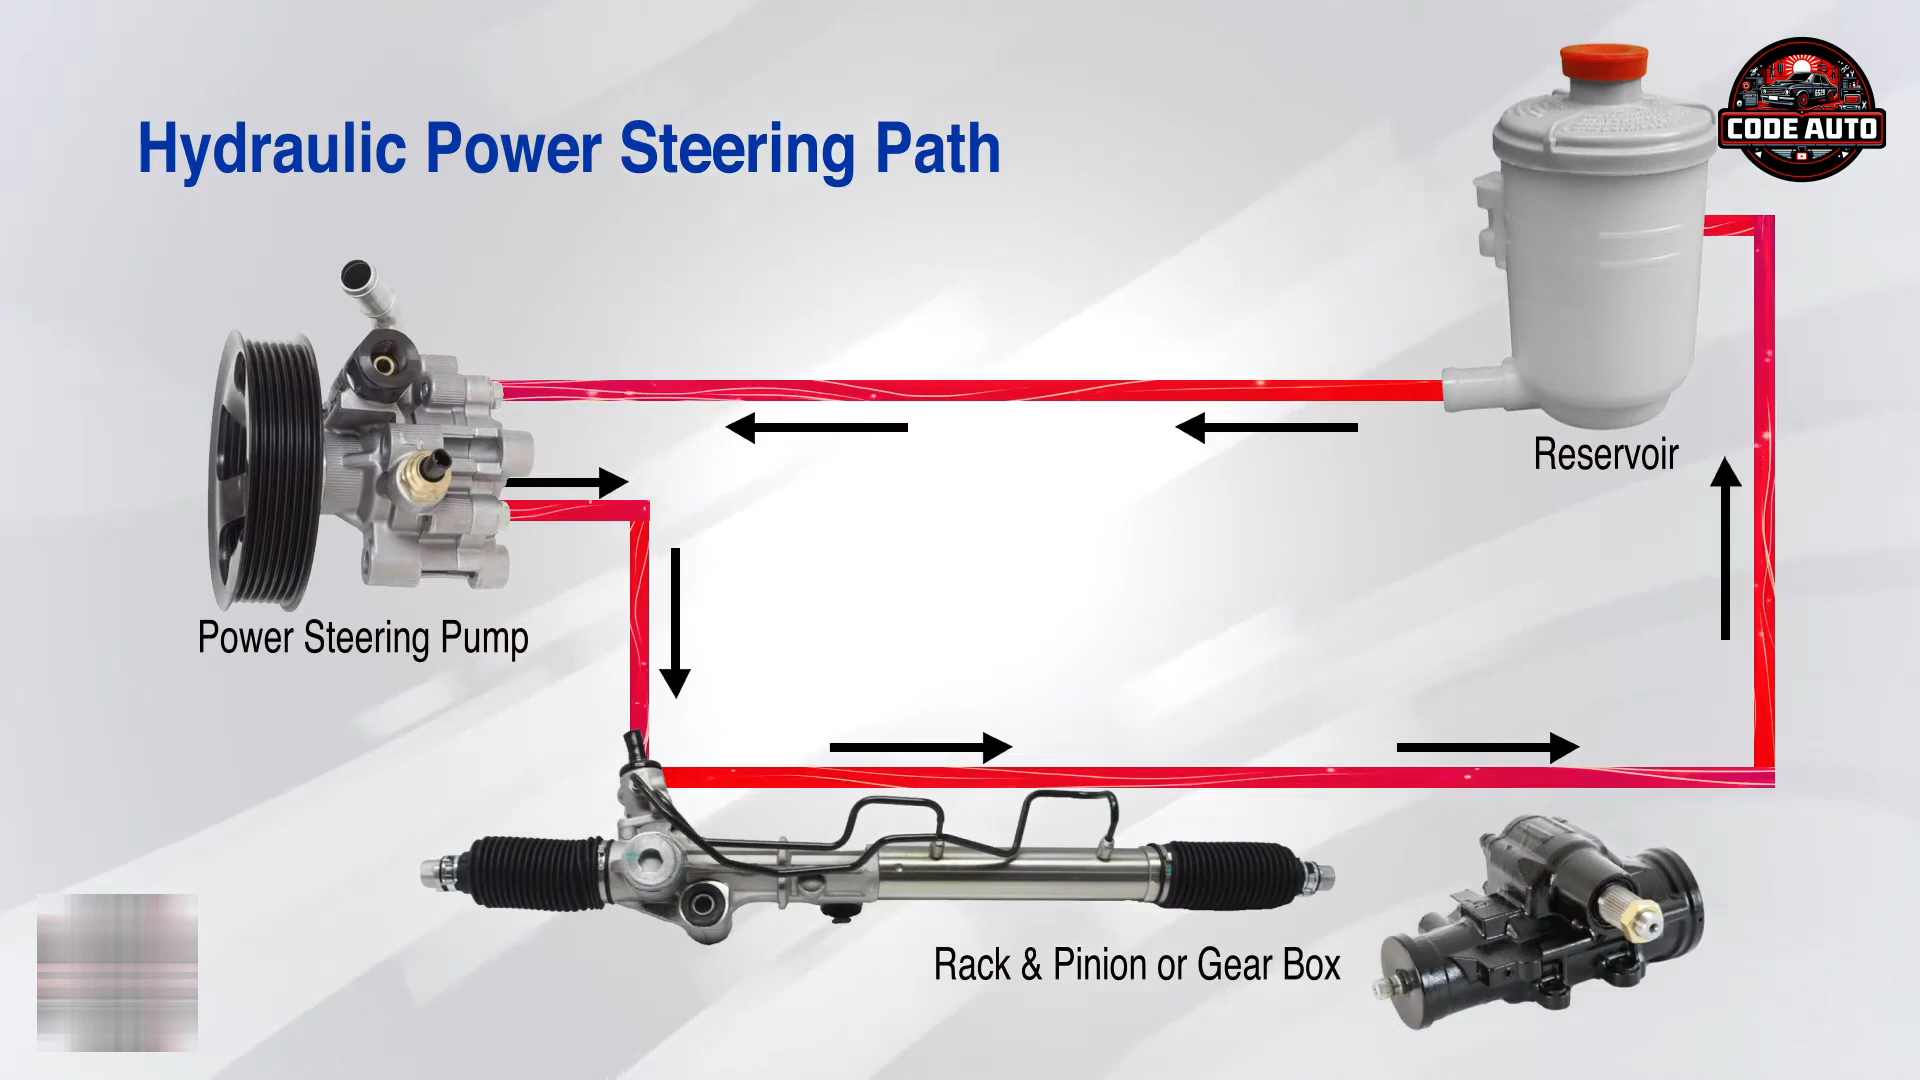 Hydraulic Power Steering Path
CODE AUTO
Reservoir
Power Steering Pump
Rack & Pinion or Gear Box